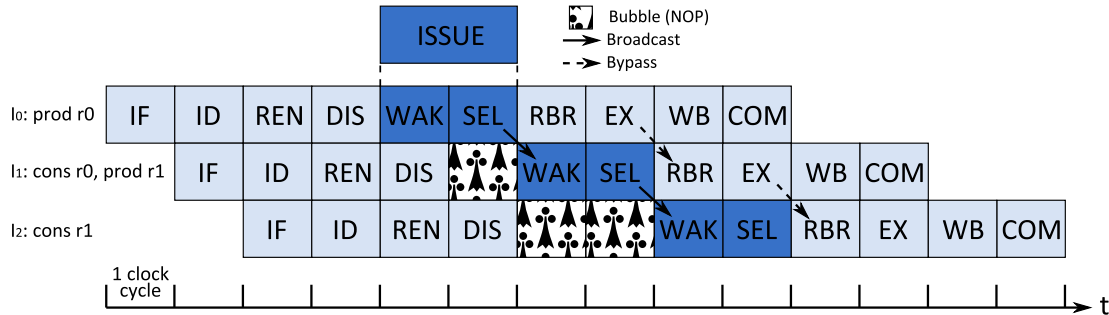 ISSUE
Bubble (NOP)
Broadcast
Bypass
I0: prod r0 IF ID REN DIS WAK SEL RBR EX WB COM
I1: cons r0, prod r1 IF ID REN DIS WAK SEL RBR EX WB COM
I2: cons r1 IF ID REN DIS WAK SEL RBR EX WB COM
1 clock
cycle
t